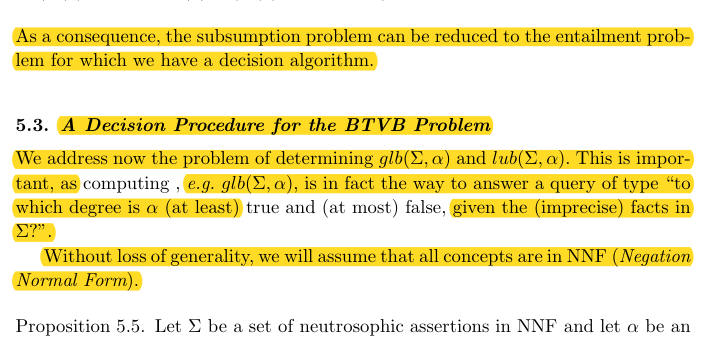 As a consequence, the subsumption problem can be reduced to the entailment prob-
lem for which we have a decision algorithm.
5.3. A Decision Procedure for the BTVB Problem
We address now the problem of determining glb(Σ, α) and lub(Σ, α). This is impor-
tant, as computing , e.g. glb(Σ, α), is in fact the way to answer a query of type “to
which degree is α (at least) true and (at most) false, given the (imprecise) facts in
Σ?”.
Without loss of generality, we will assume that all concepts are in NNF (Negation
Normal Form).
Proposition 5.5. Let Σ be a set of neutrosophic assertions in NNF and let α be an